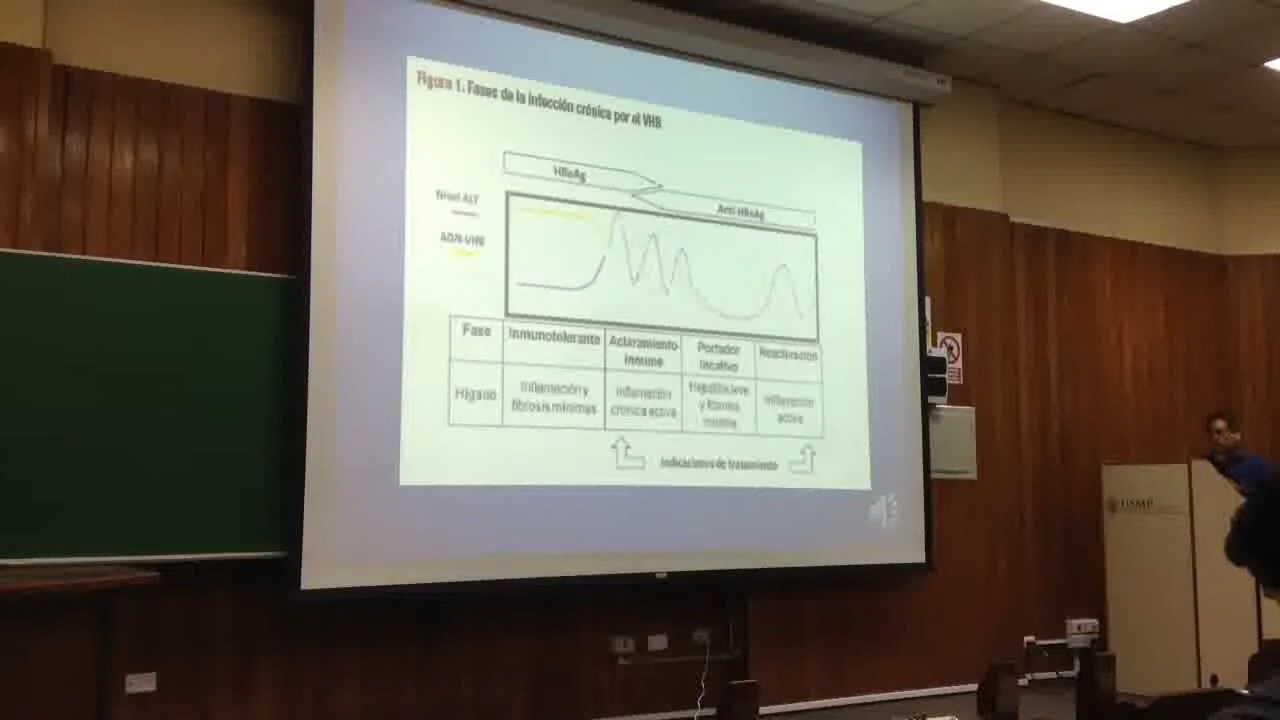 Figura 1. Fases de la infección crónica por el VHB
HBeAg
Anti-HBeAg
Nivel ALT
ADN-VHB
Fase
Inmunotolerante
Aclaramiento
inmune
Portador
inactivo
Reactivación
Hígado
Inflamación y
fibrosis mínimas
Inflamación
crónica activa
Hepatitis leve
y fibrosis
mínima
Inflamación
activa
Indicaciones de tratamiento
USMP